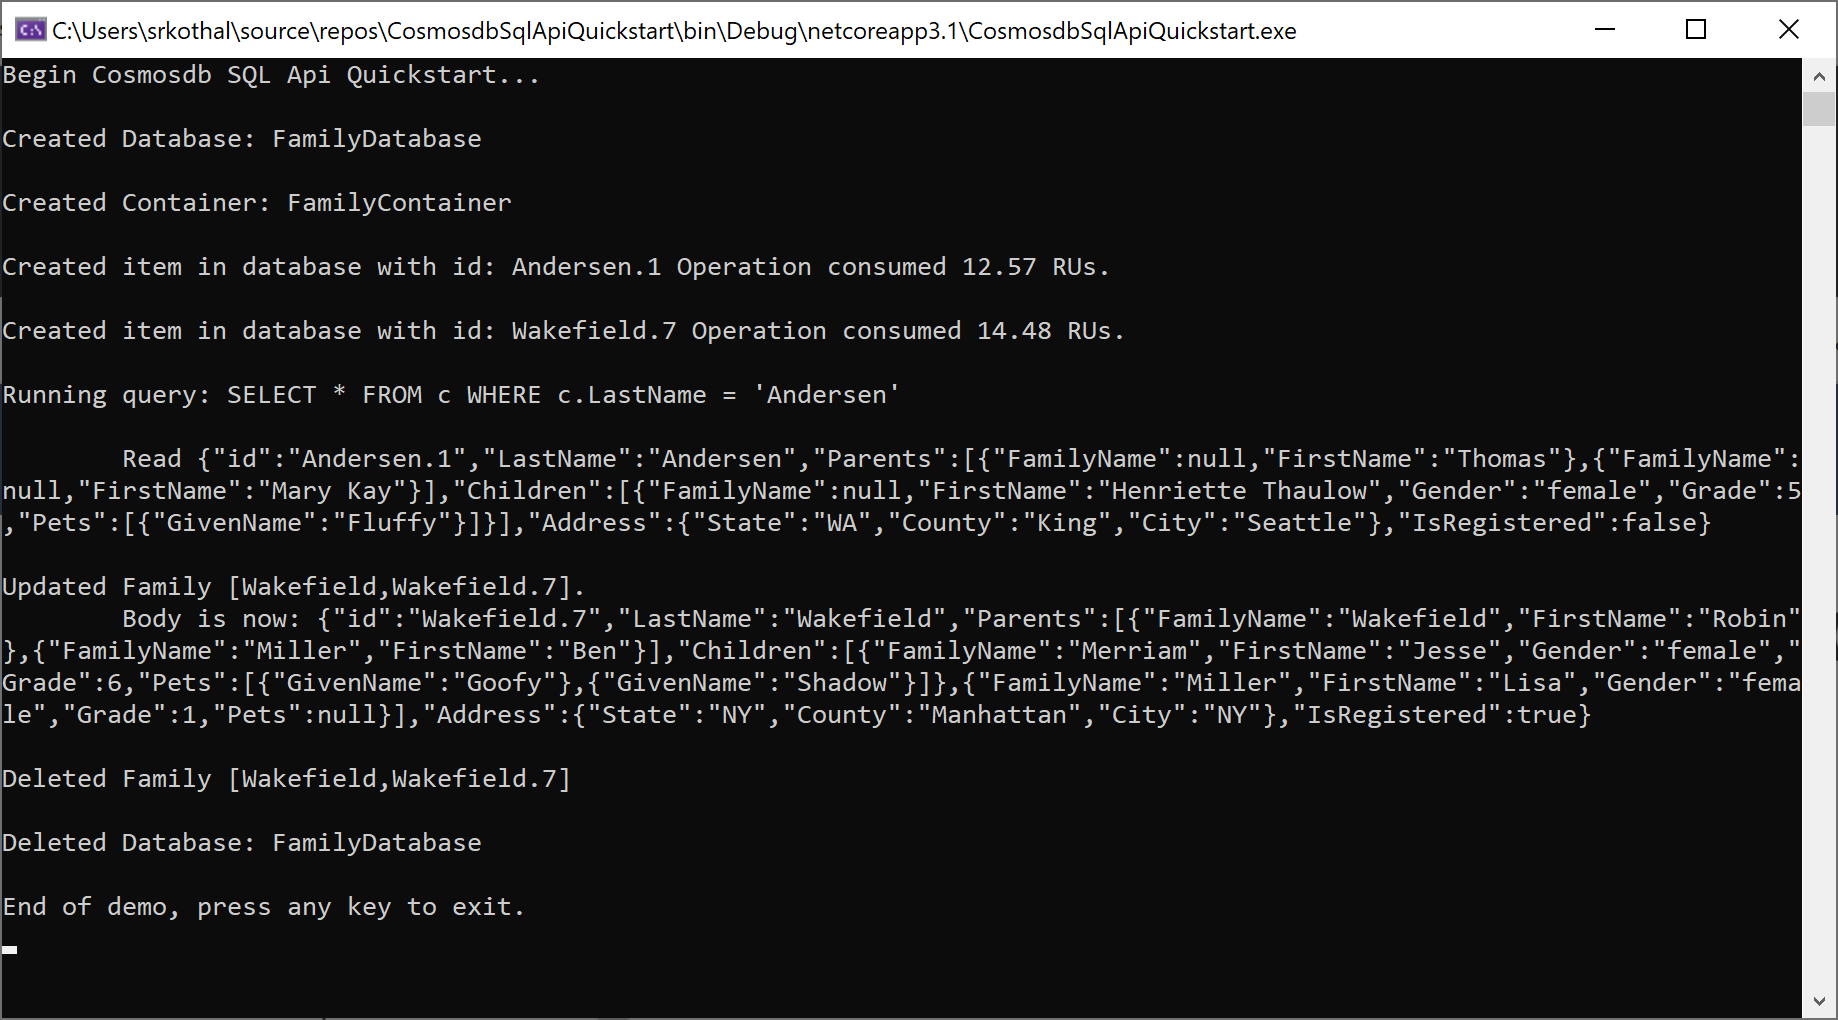 C:\Users\srkothal\source\repos\CosmosdbSqlApiQuickstart\bin\Debug\netcoreapp3.1\CosmosdbSqlApiQuickstart.exe
Begin Cosmosdb SQL Api Quickstart...
Created Database: FamilyDatabase
Created Container: FamilyContainer
Created item in database with id: Andersen.1 Operation consumed 12.57 RUs.
Created item in database with id: Wakefield.7 Operation consumed 14.48 RUs.
Running query: SELECT * FROM c WHERE c.LastName = 'Andersen'
Read {"id":"Andersen.1","LastName":"Andersen","Parents":[{"FamilyName":null,"FirstName":"Thomas"},{"FamilyName":
null,"FirstName":"Mary Kay"}],"Children":[{"FamilyName":null,"FirstName":"Henriette Thaulow","Gender":"female","Grade":5
,"Pets":[{"GivenName":"Fluffy"}]}],"Address":{"State":"WA","County":"King","City":"Seattle"},"IsRegistered":false}
Updated Family [Wakefield,Wakefield.7].
Body is now: {"id":"Wakefield.7","LastName":"Wakefield","Parents":[{"FamilyName":"Wakefield","FirstName":"Robin"
},{"FamilyName":"Miller","FirstName":"Ben"}],"Children":[{"FamilyName":"Merriam","FirstName":"Jesse","Gender":"female","
Grade":6,"Pets":[{"GivenName":"Goofy"},{"GivenName":"Shadow"}]},{"FamilyName":"Miller","FirstName":"Lisa","Gender":"fema
le","Grade":1,"Pets":null}],"Address":{"State":"NY","County":"Manhattan","City":"NY"},"IsRegistered":true}
Deleted Family [Wakefield,Wakefield.7]
Deleted Database: FamilyDatabase
End of demo, press any key to exit.